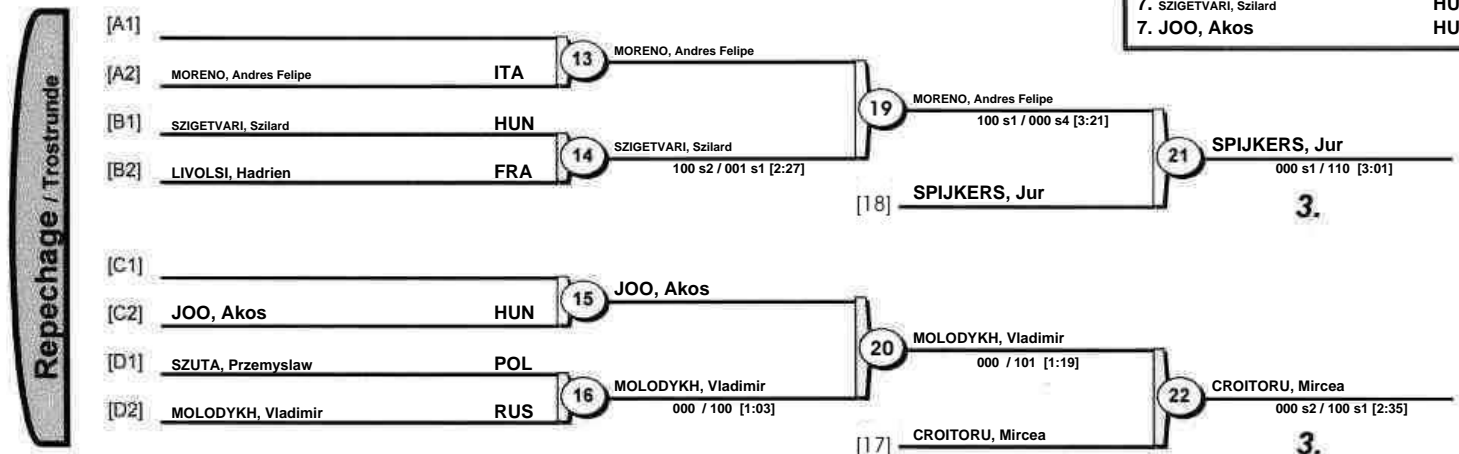 7. SZIGETVARI, Szilard HU
7. JOO, Akos HU
Repechage / Trostrunde
[A1]
[A2] MORENO, Andres Felipe ITA
13
MORENO, Andres Felipe
[B1] SZIGETVARI, Szilard HUN
[B2] LIVOLSI, Hadrien FRA
14
SZIGETVARI, Szilard
100 s2 / 001 s1 [2:27]
19
MORENO, Andres Felipe
100 s1 / 000 s4 [3:21]
[18] SPIJKERS, Jur
21
SPIJKERS, Jur
000 s1 / 110 [3:01]
3.
[C1]
[C2] JOO, Akos HUN
15
JOO, Akos
[D1] SZUTA, Przemyslaw POL
[D2] MOLODYKH, Vladimir RUS
16
MOLODYKH, Vladimir
000 / 100 [1:03]
20
MOLODYKH, Vladimir
000 / 101 [1:19]
[17] CROITORU, Mircea
22
CROITORU, Mircea
000 s2 / 100 s1 [2:35]
3.